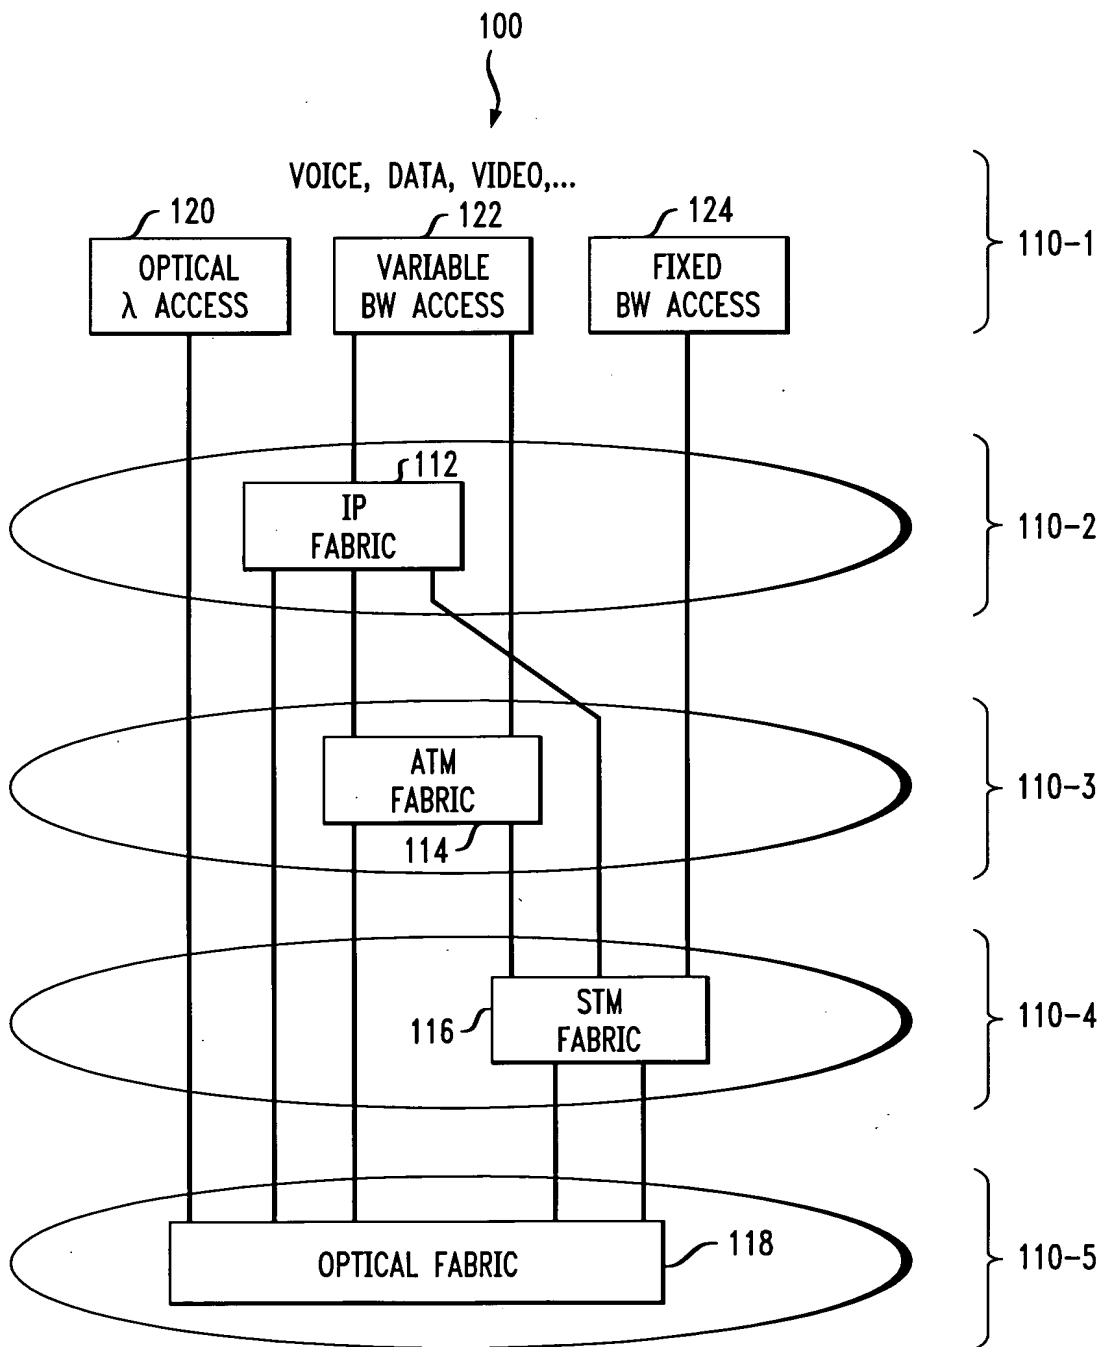 100
VOICE, DATA, VIDEO,...
120
122
124
110-1
OPTICAL
λ ACCESS
VARIABLE
BW ACCESS
FIXED
BW ACCESS
112
IP
FABRIC
110-2
ATM
FABRIC
114
110-3
STM
FABRIC
116
110-4
OPTICAL FABRIC
118
110-5